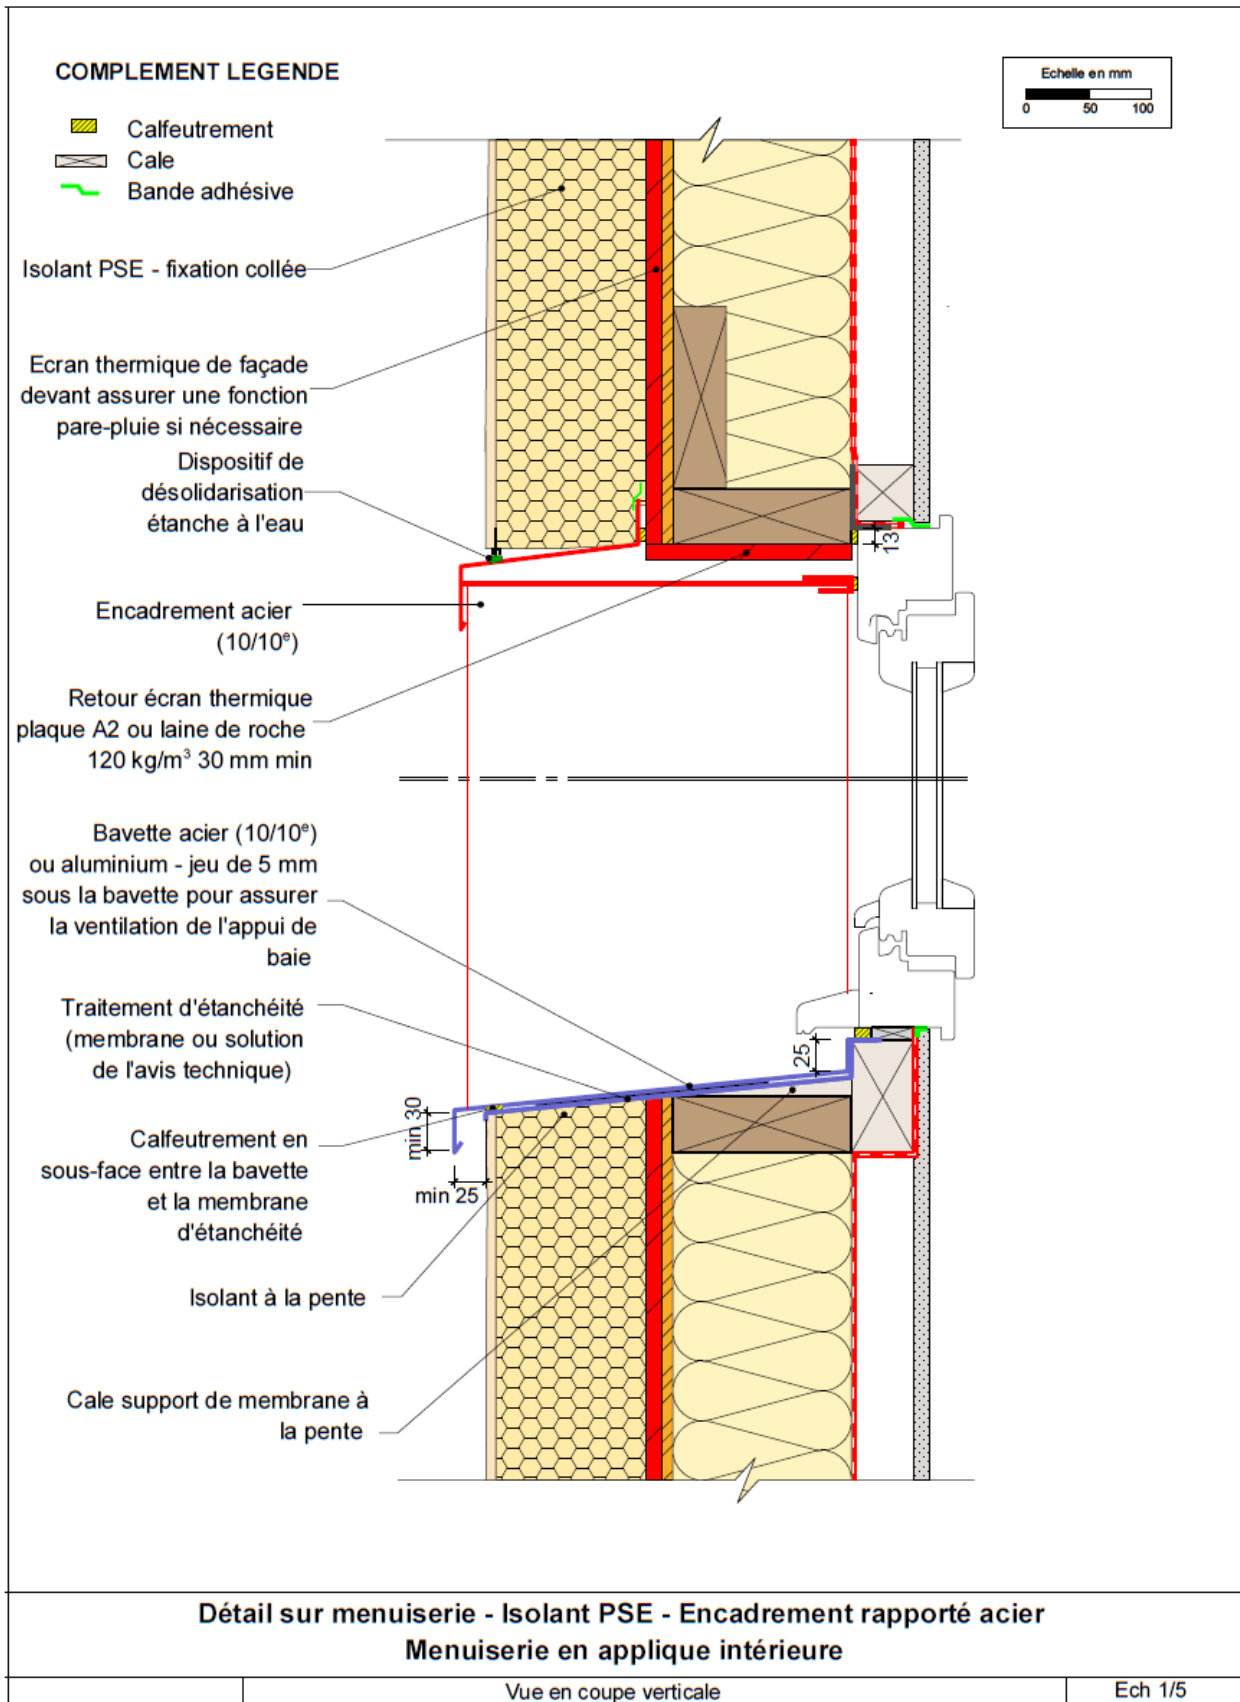 COMPLEMENT LEGENDE
Echelle en mm
0 50 100
Calfeutrement
Cale
Bande adhésive
Isolant PSE - fixation collée
Ecran thermique de façade
devant assurer une fonction
pare-pluie si nécessaire
Dispositif de
désolidarisation
étanche à l'eau
13
Encadrement acier
(10/10e)
Retour écran thermique
plaque A2 ou laine de roche
120 kg/m³ 30 mm min
Bavette acier (10/10e)
ou aluminium - jeu de 5 mm
sous la bavette pour assurer
la ventilation de l'appui de
baie
Traitement d'étanchéité
(membrane ou solution
de l'avis technique)
25
min 30
min 25
Calfeutrement en
sous-face entre la bavette
et la membrane
d'étanchéité
Isolant à la pente
Cale support de membrane à
la pente
Détail sur menuiserie - Isolant PSE - Encadrement rapporté acier
Menuiserie en applique intérieure
Vue en coupe verticale
Ech 1/5